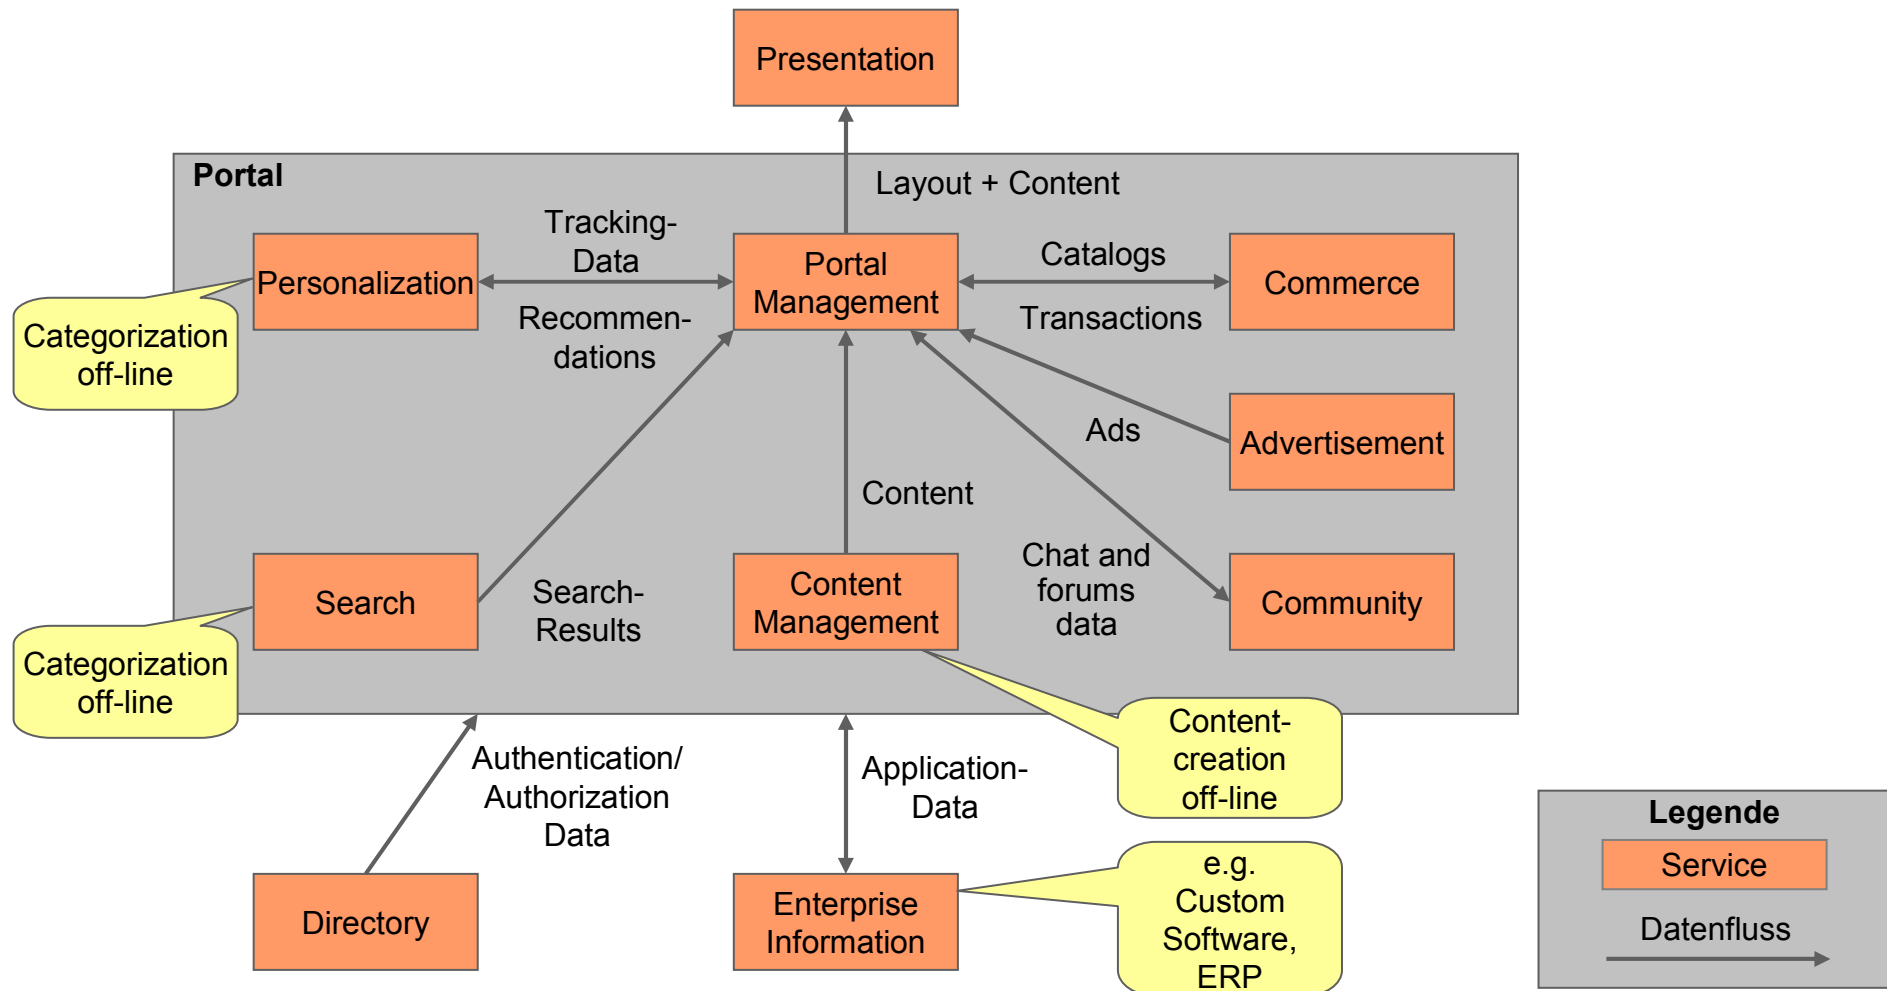 Presentation
Portal
Layout + Content
Tracking-
Data
Personalization
Portal
Management
Catalogs
Commerce
Recommen-
dations
Transactions
Categorization
off-line
Ads
Advertisement
Content
Search
Search-
Results
Content
Management
Chat and
forums
data
Community
Categorization
off-line
Content-
creation
off-line
Authentication/
Authorization
Data
Application-
Data
Directory
Enterprise
Information
e.g.
Custom
Software,
ERP
Legende
Service
Datenfluss